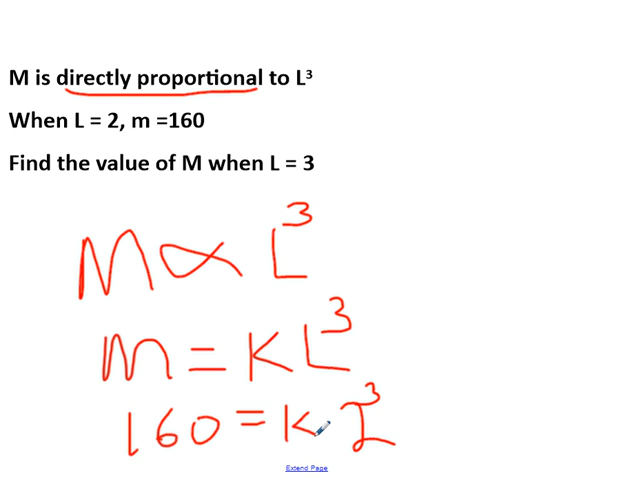 M is directly proportional to L³
When L = 2, m =160
Find the value of M when L = 3
M ∝ L³
m = KL³
160 = K 2³
Extend Page